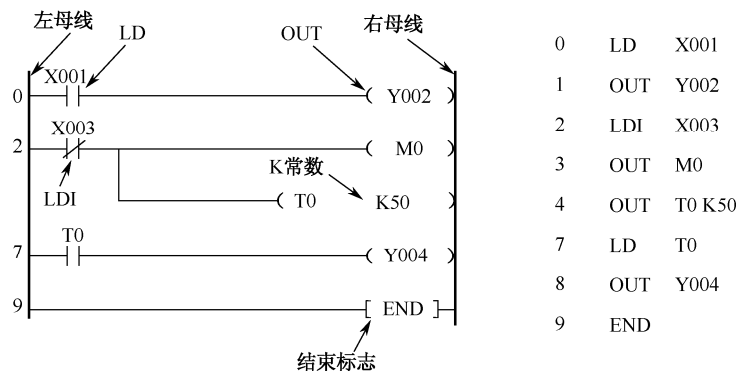 左母线
LD
OUT
右母线
X001
0
Y002
X003
2
M0
K常数
LDI
T0
K50
T0
7
Y004
9
END
结束标志
0 LD X001
1 OUT Y002
2 LDI X003
3 OUT M0
4 OUT T0 K50
7 LD T0
8 OUT Y004
9 END